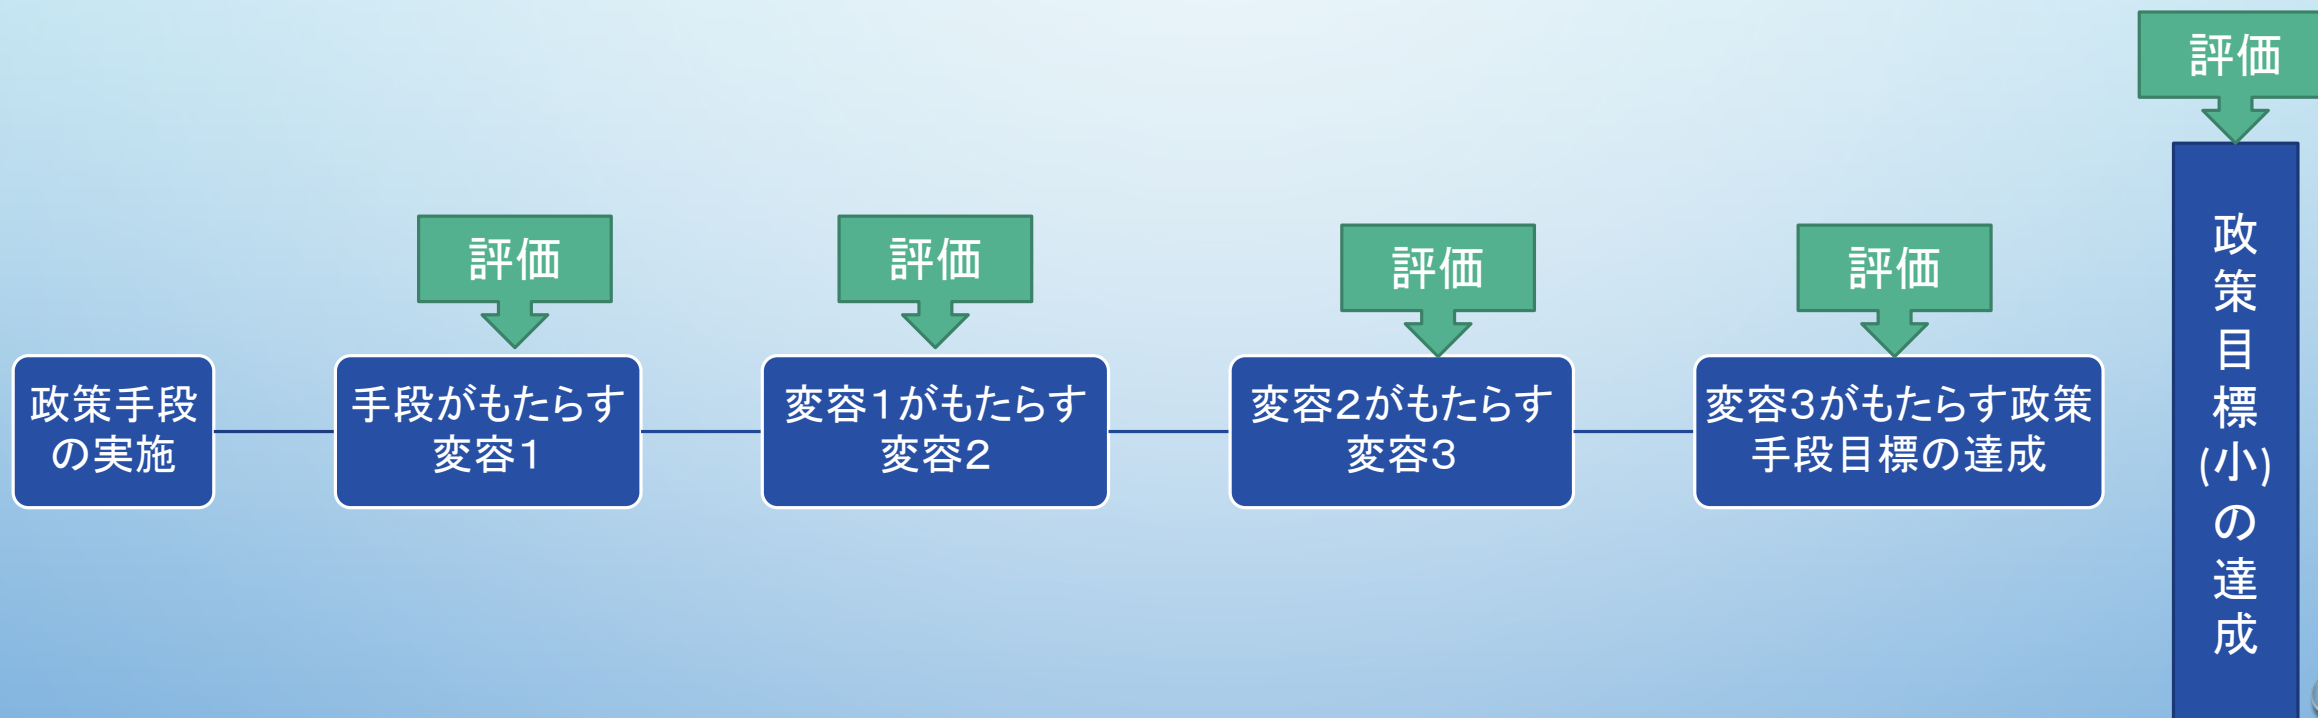 評価
評価
評価
評価
評価
政策手段
の実施
手段がもたらす
変容1
変容1がもたらす
変容2
変容2がもたらす
変容3
変容3がもたらす政策
手段目標の達成
政策目標(小)の達成